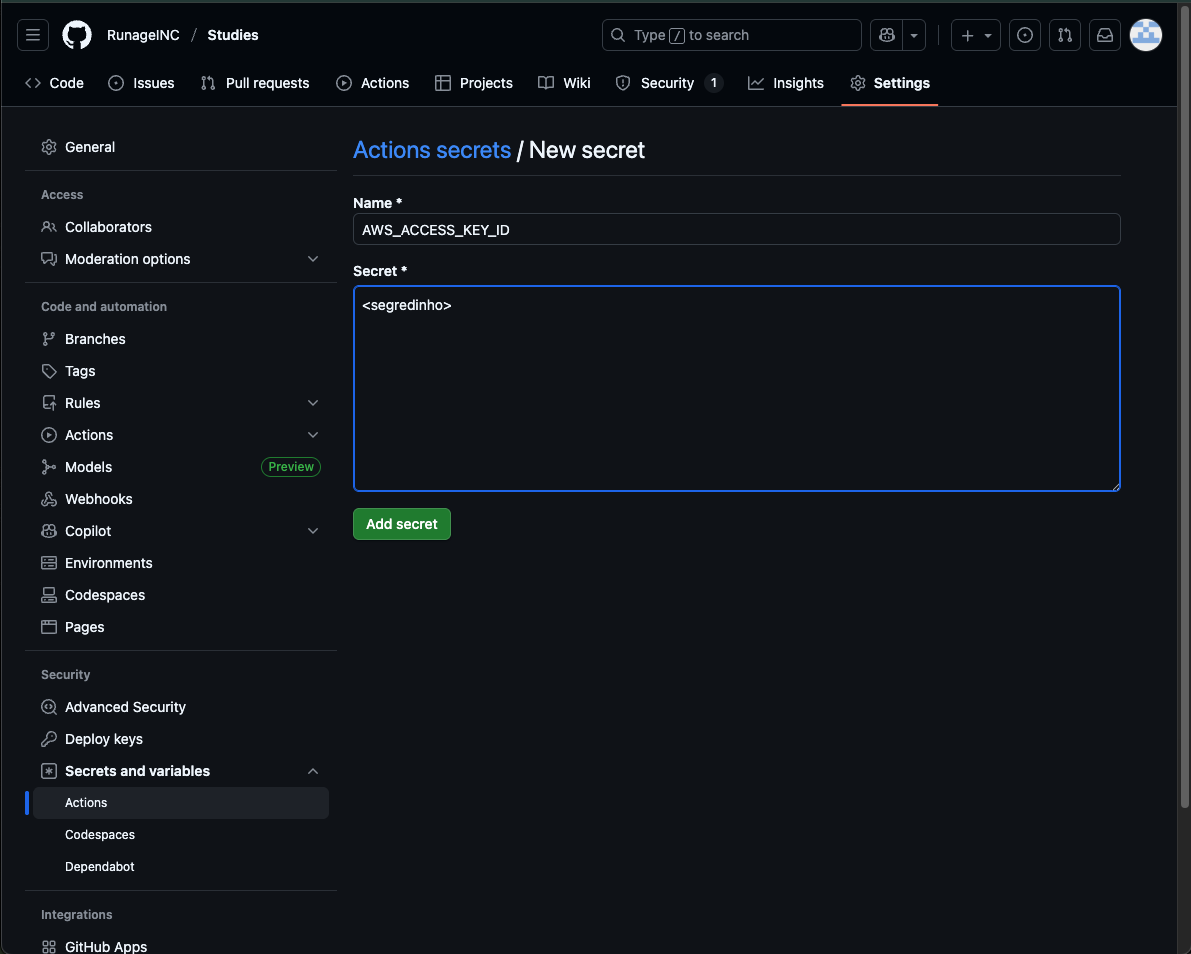 RunageINC / Studies
Type / to search
Code Issues Pull requests Actions Projects Wiki Security 1 Insights Settings
General
Access
Collaborators
Moderation options
Code and automation
Branches
Tags
Rules
Actions
Models Preview
Webhooks
Copilot
Environments
Codespaces
Pages
Security
Advanced Security
Deploy keys
Secrets and variables
Actions
Codespaces
Dependabot
Integrations
GitHub Apps
Actions secrets / New secret
Name *
AWS_ACCESS_KEY_ID
Secret *
<segredinho>
Add secret